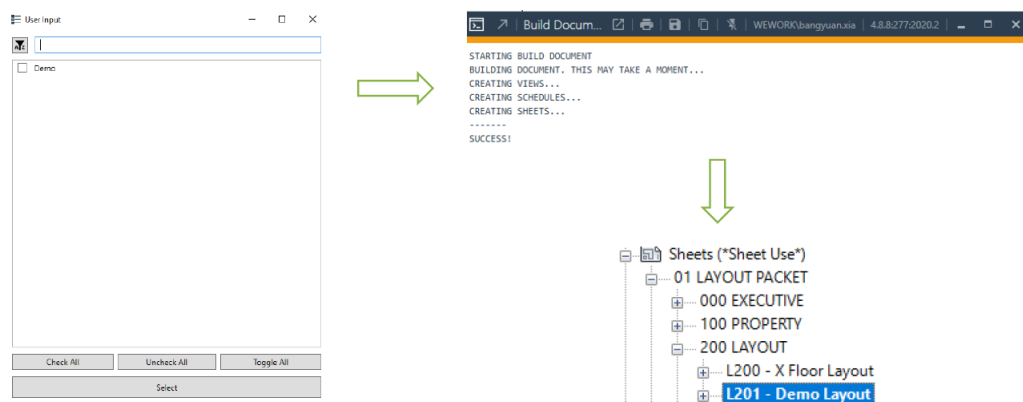 User Input
Demo
Check All
Uncheck All
Toggle All
Select
Build Docum... WEWORK\bangyuan.xia 4.8.8:277:2020.2
STARTING BUILD DOCUMENT
BUILDING DOCUMENT. THIS MAY TAKE A MOMENT...
CREATING VIEWS...
CREATING SCHEDULES...
CREATING SHEETS...
-------
SUCCESS!
Sheets (*Sheet Use*)
01 LAYOUT PACKET
000 EXECUTIVE
100 PROPERTY
200 LAYOUT
L200 - X Floor Layout
L201 - Demo Layout